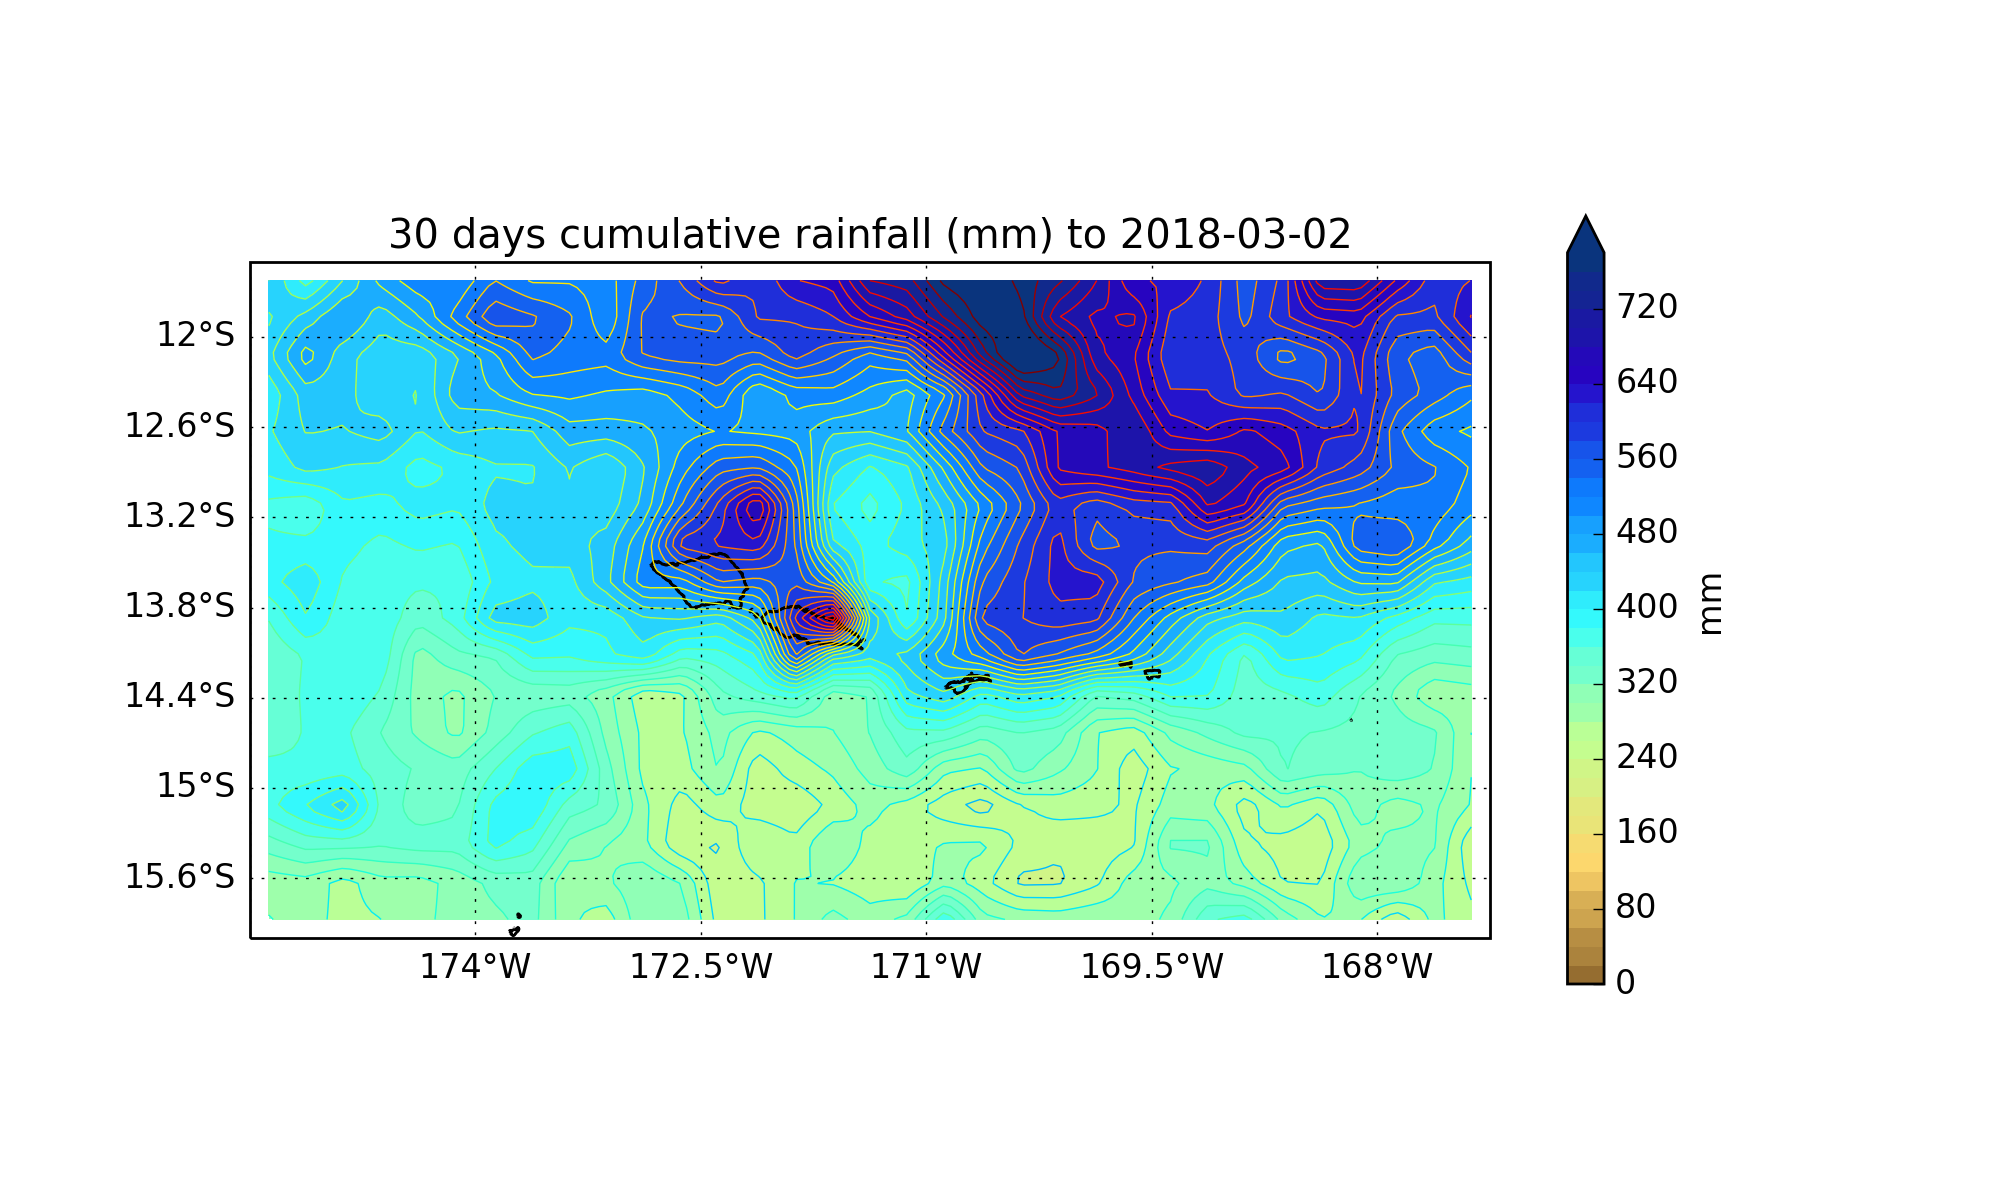 30 days cumulative rainfall (mm) to 2018-03-02
12°S
12.6°S
13.2°S
13.8°S
14.4°S
15°S
15.6°S
174°W
172.5°W
171°W
169.5°W
168°W
720
640
560
480
400
320
240
160
80
0
mm